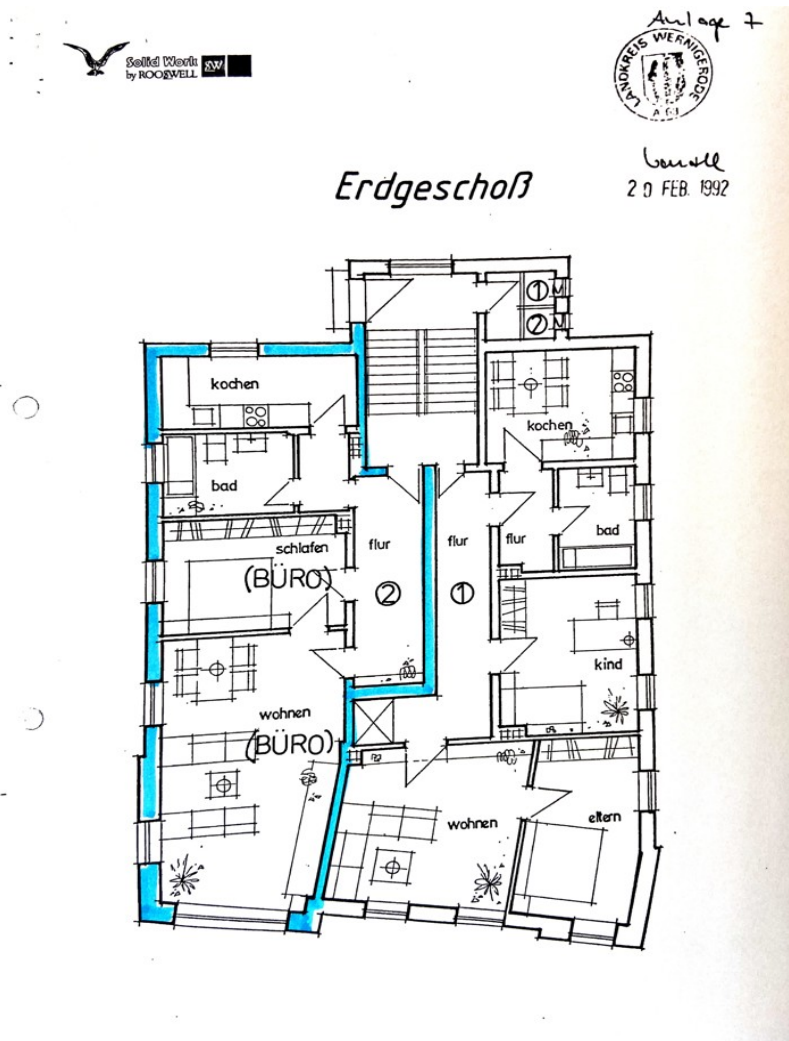 Anlage 7
Solid Work
by ROOSWELL SW
LANDKREIS WERNIGERODE
20 FEB. 1992
Erdgeschoß
1
2
kochen
kochen
bad
bad
schlafen
(BÜRO)
flur
flur
flur
2
1
kind
wohnen
(BÜRO)
wohnen
eltern